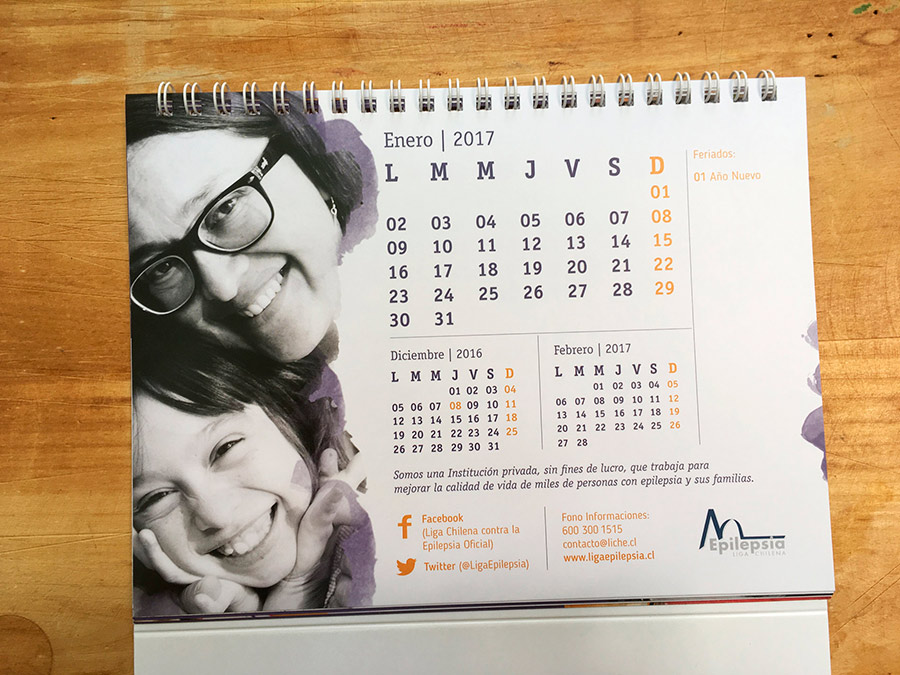 Enero | 2017
L M M J V S D
01
02 03 04 05 06 07 08
09 10 11 12 13 14 15
16 17 18 19 20 21 22
23 24 25 26 27 28 29
30 31
Feriados:
01 Año Nuevo
Diciembre | 2016
L M M J V S D
01 02 03 04
05 06 07 08 09 10 11
12 13 14 15 16 17 18
19 20 21 22 23 24 25
26 27 28 29 30 31
Febrero | 2017
L M M J V S D
01 02 03 04 05
06 07 08 09 10 11 12
13 14 15 16 17 18 19
20 21 22 23 24 25 26
27 28
Somos una Institución privada, sin fines de lucro, que trabaja para
mejorar la calidad de vida de miles de personas con epilepsia y sus familias.
f Facebook
(Liga Chilena contra la
Epilepsia Oficial)
Twitter (@LigaEpilepsia)
Fono Informaciones:
600 300 1515
contacto@liche.cl
www.ligaepilepsia.cl
Epilepsia
LIGA CHILENA